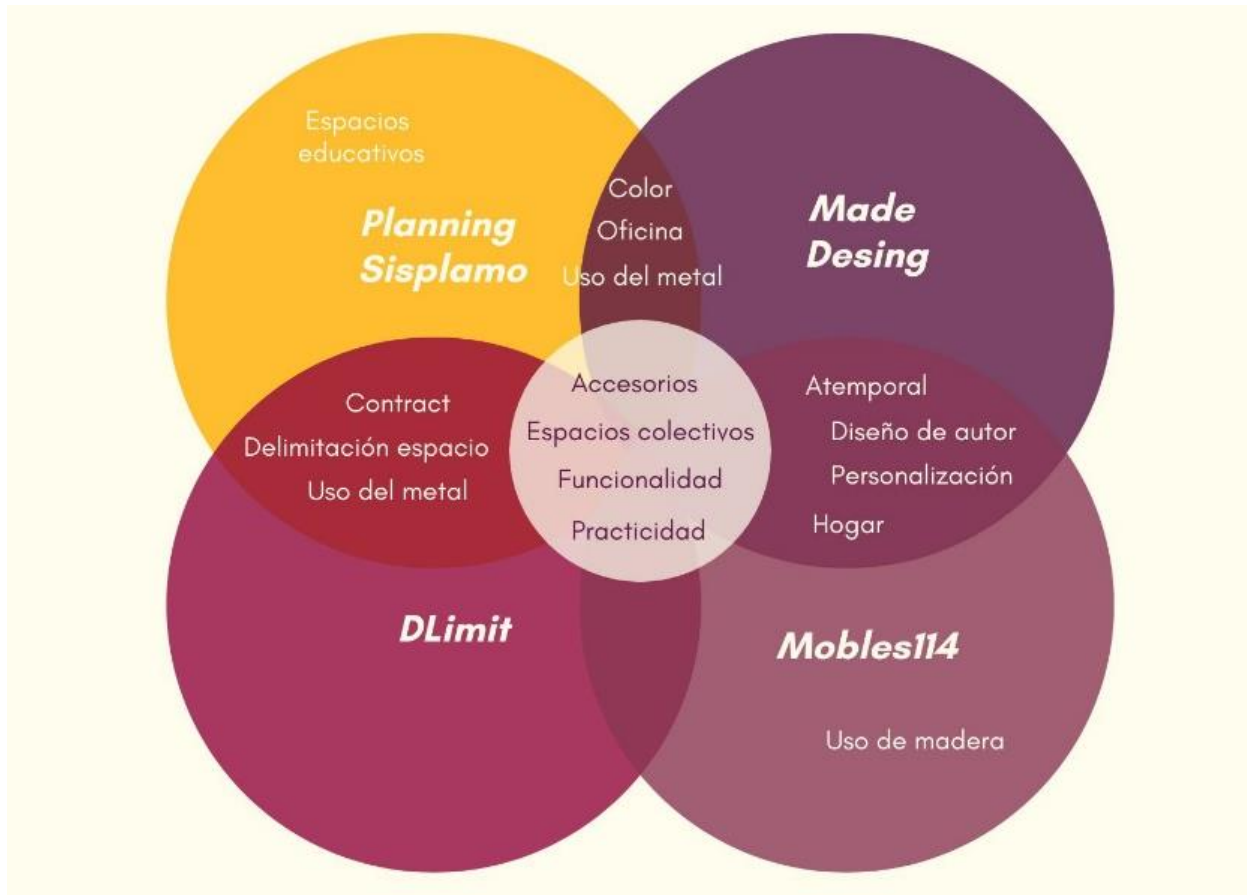 Espacios
educativos
Planning
Sisplamo
Color
Oficina
Uso del metal
Made
Desing
Contract
Delimitación espacio
Uso del metal
Accesorios
Espacios colectivos
Funcionalidad
Practicidad
Atemporal
Diseño de autor
Personalización
Hogar
DLimit
Mobles114
Uso de madera